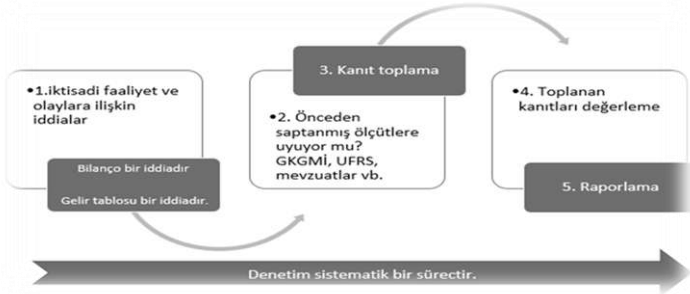 •1.iktisadi faaliyet ve
olaylara ilişkin
iddialar
Bilanço bir iddiadır
Gelir tablosu bir iddiadır.
3. Kanıt toplama
•2. Önceden
saptanmış ölçütlere
uyuyor mu?
GKGMİ, UFRS,
mevzuatlar vb.
•4. Toplanan
kanıtları değerleme
5. Raporlama
Denetim sistematik bir sürectir.